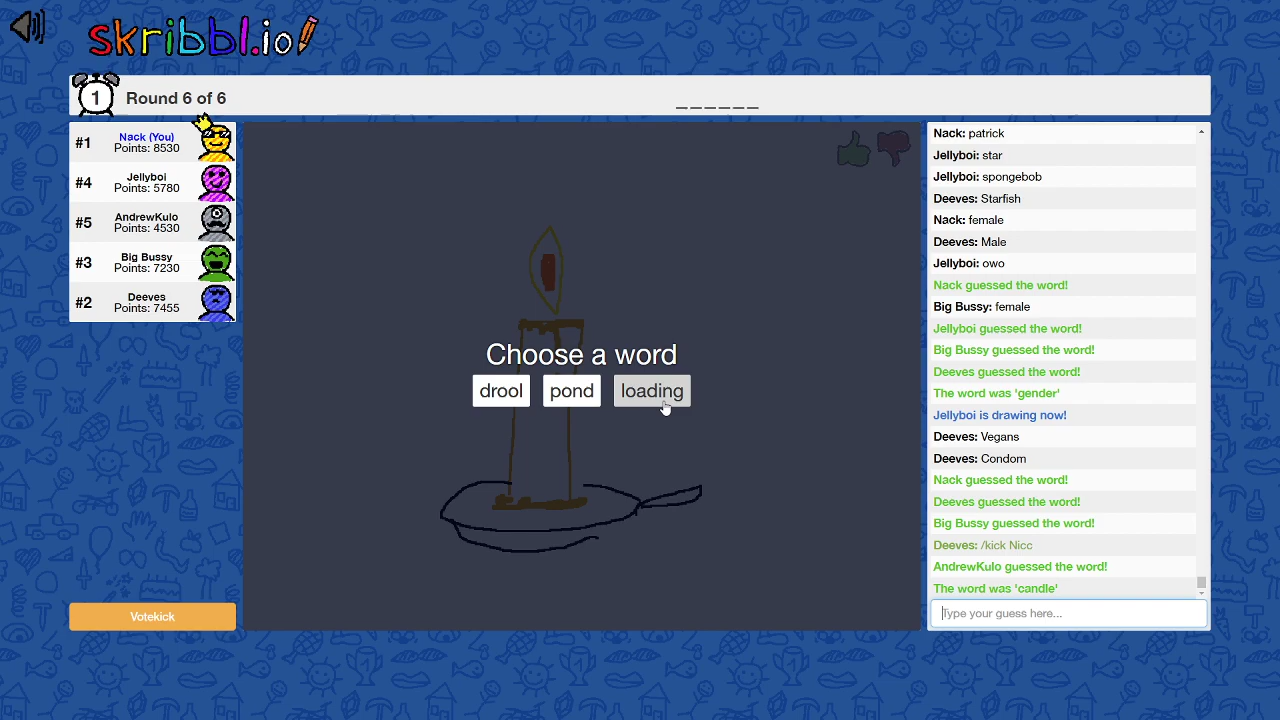 skribbl.io
1
Round 6 of 6
______
#1
Nack (You)
Points: 8530
#4
Jellyboi
Points: 5780
#5
AndrewKulo
Points: 4530
#3
Big Bussy
Points: 7230
#2
Deeves
Points: 7455
Votekick
Choose a word
drool
pond
loading
Nack: patrick
Jellyboi: star
Jellyboi: spongebob
Deeves: Starfish
Nack: female
Deeves: Male
Jellyboi: owo
Nack guessed the word!
Big Bussy: female
Jellyboi guessed the word!
Big Bussy guessed the word!
Deeves guessed the word!
The word was 'gender'
Jellyboi is drawing now!
Deeves: Vegans
Deeves: Condom
Nack guessed the word!
Deeves guessed the word!
Big Bussy guessed the word!
Deeves: /kick Nicc
AndrewKulo guessed the word!
The word was 'candle'
Type your guess here...